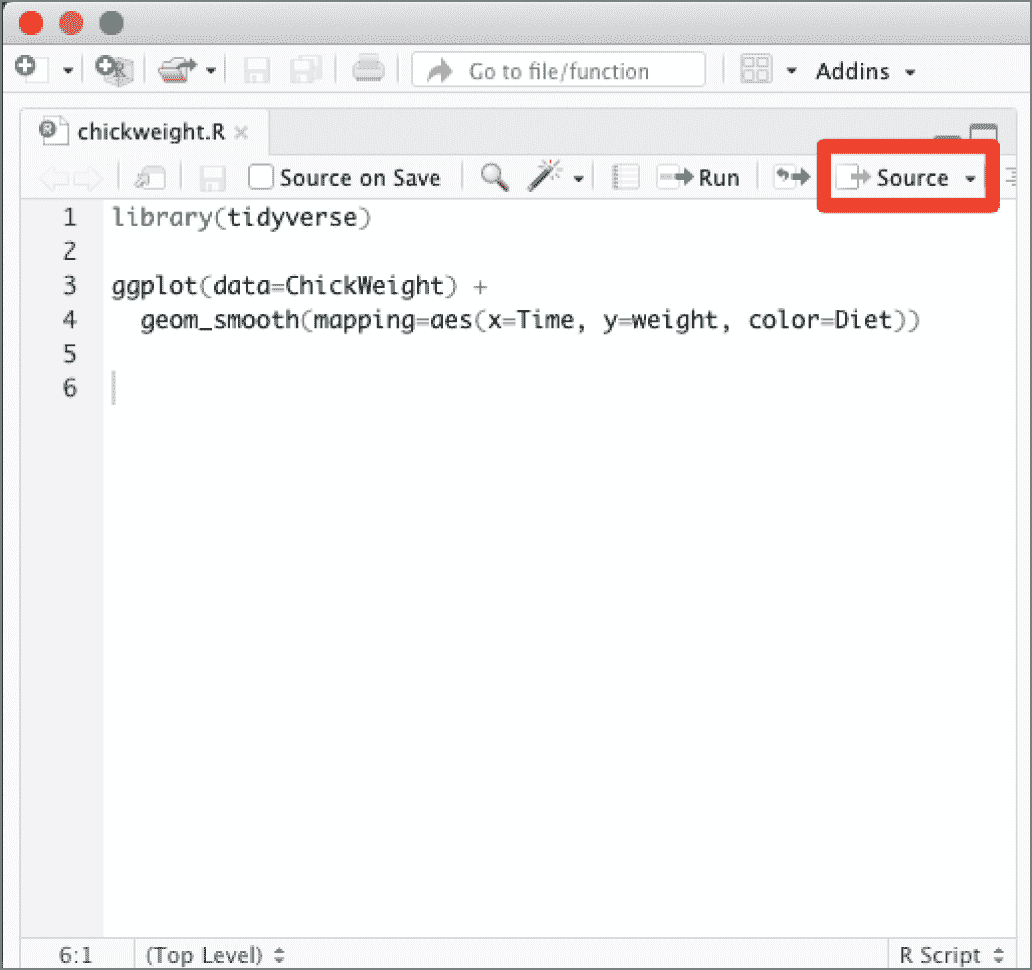 Go to file/function Addins
chickweight.R
Source on Save Run Source
1 library(tidyverse)
2
3 ggplot(data=ChickWeight) +
4   geom_smooth(mapping=aes(x=Time, y=weight, color=Diet))
5
6
6:1 (Top Level) R Script